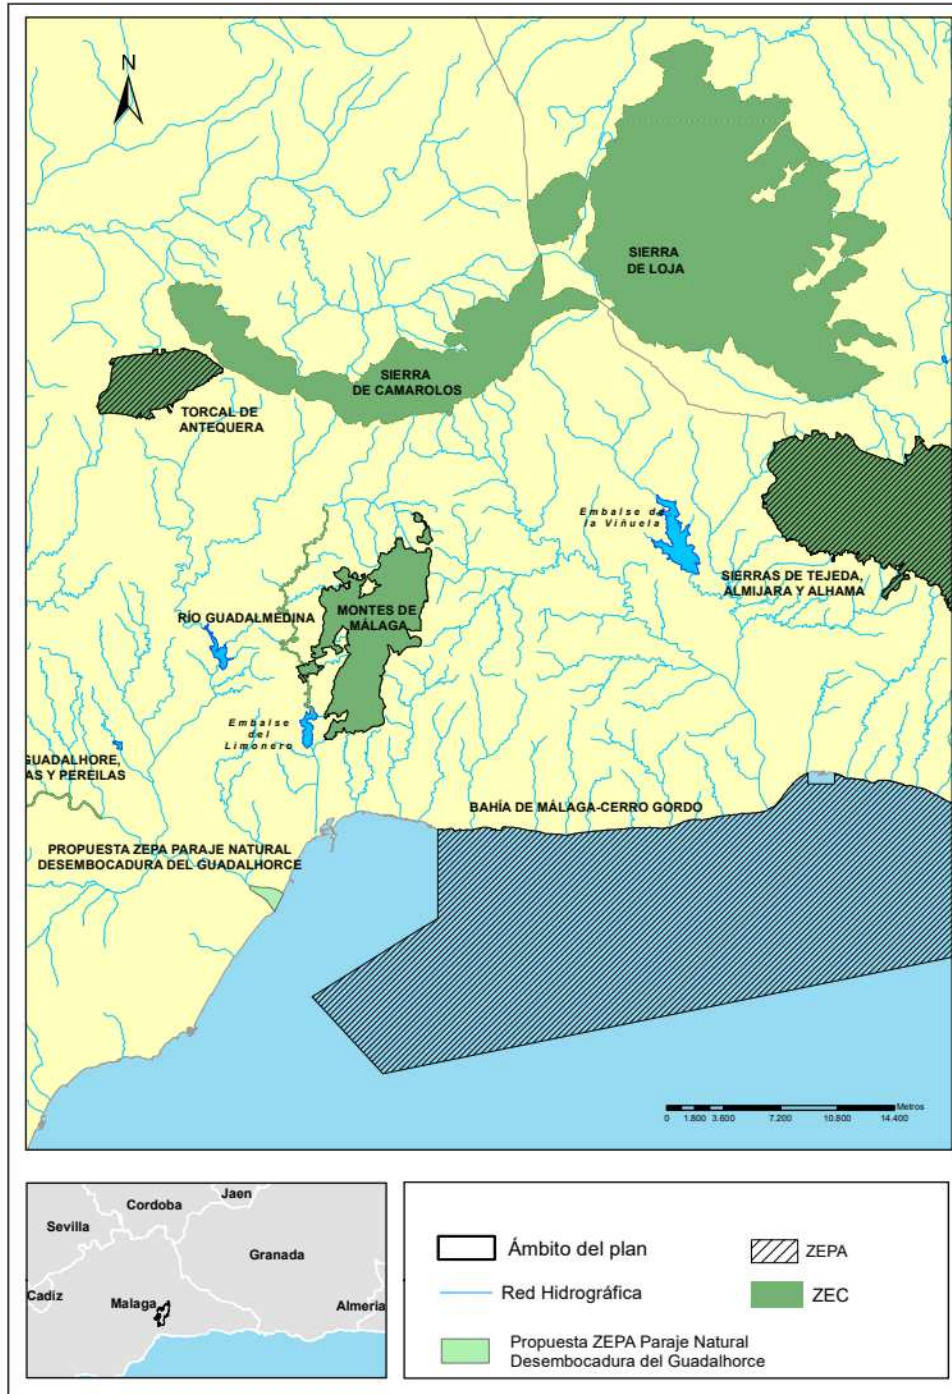 N
SIERRA
DE LOJA
SIERRA
DE CAMAROLOS
TORCAL DE
ANTEQUERA
Embalse de
la Viñuela
SIERRAS DE TEJEDA,
ALMIJARA Y ALHAMA
MONTES DE
MÁLAGA
RÍO GUADALMEDINA
Embalse
del
Limonero
GUADALHORE,
AS Y PEREILAS
BAHÍA DE MÁLAGA-CERRO GORDO
PROPUESTA ZEPA PARAJE NATURAL
DESEMBOCADURA DEL GUADALHORCE
Metros
0 1.800 3.600 7.200 10.800 14.400
Jaen
Cordoba
Sevilla
Granada
Cadiz
Malaga
Almeria
Ámbito del plan
ZEPA
Red Hidrográfica
ZEC
Propuesta ZEPA Paraje Natural
Desembocadura del Guadalhorce